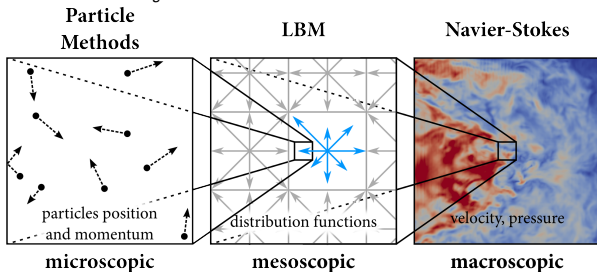 Particle
Methods
LBM
Navier-Stokes
particles position
and momentum
distribution functions
velocity, pressure
microscopic
mesoscopic
macroscopic